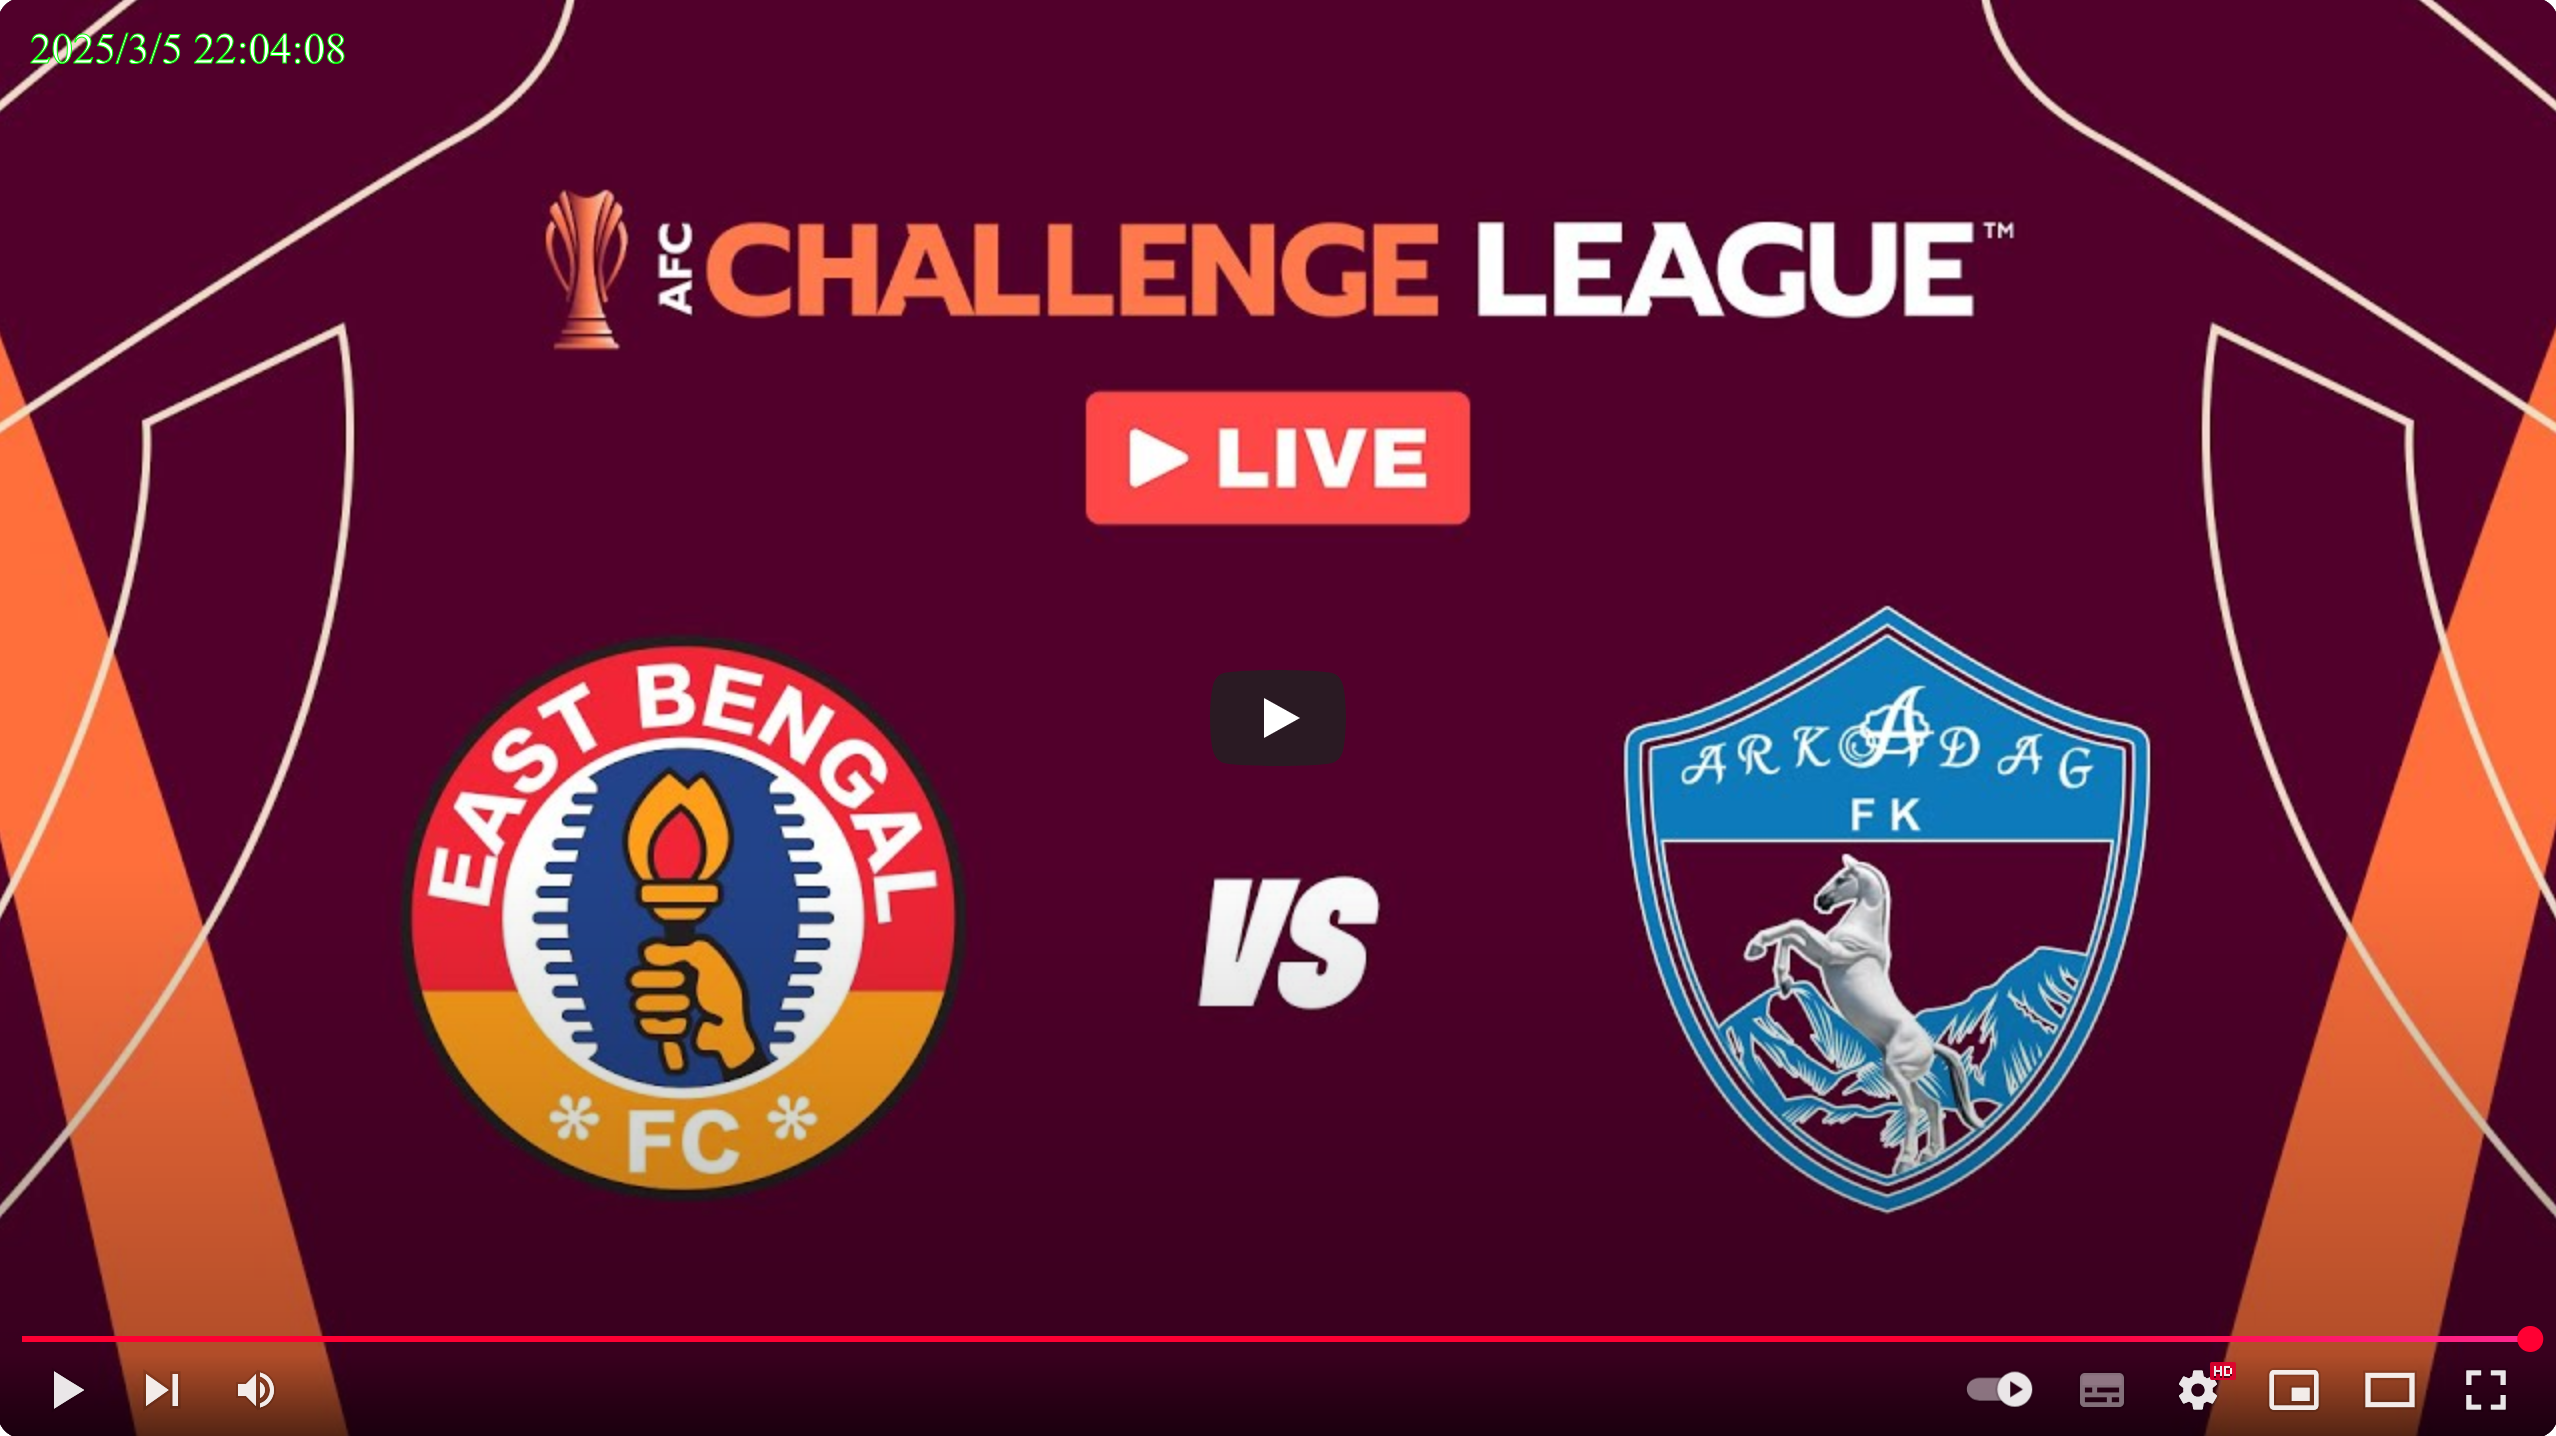 2025/3/5 22:04:08
AFC CHALLENGE LEAGUE™
LIVE
EAST BENGAL
FC
VS
ARKADAG
FK
HD